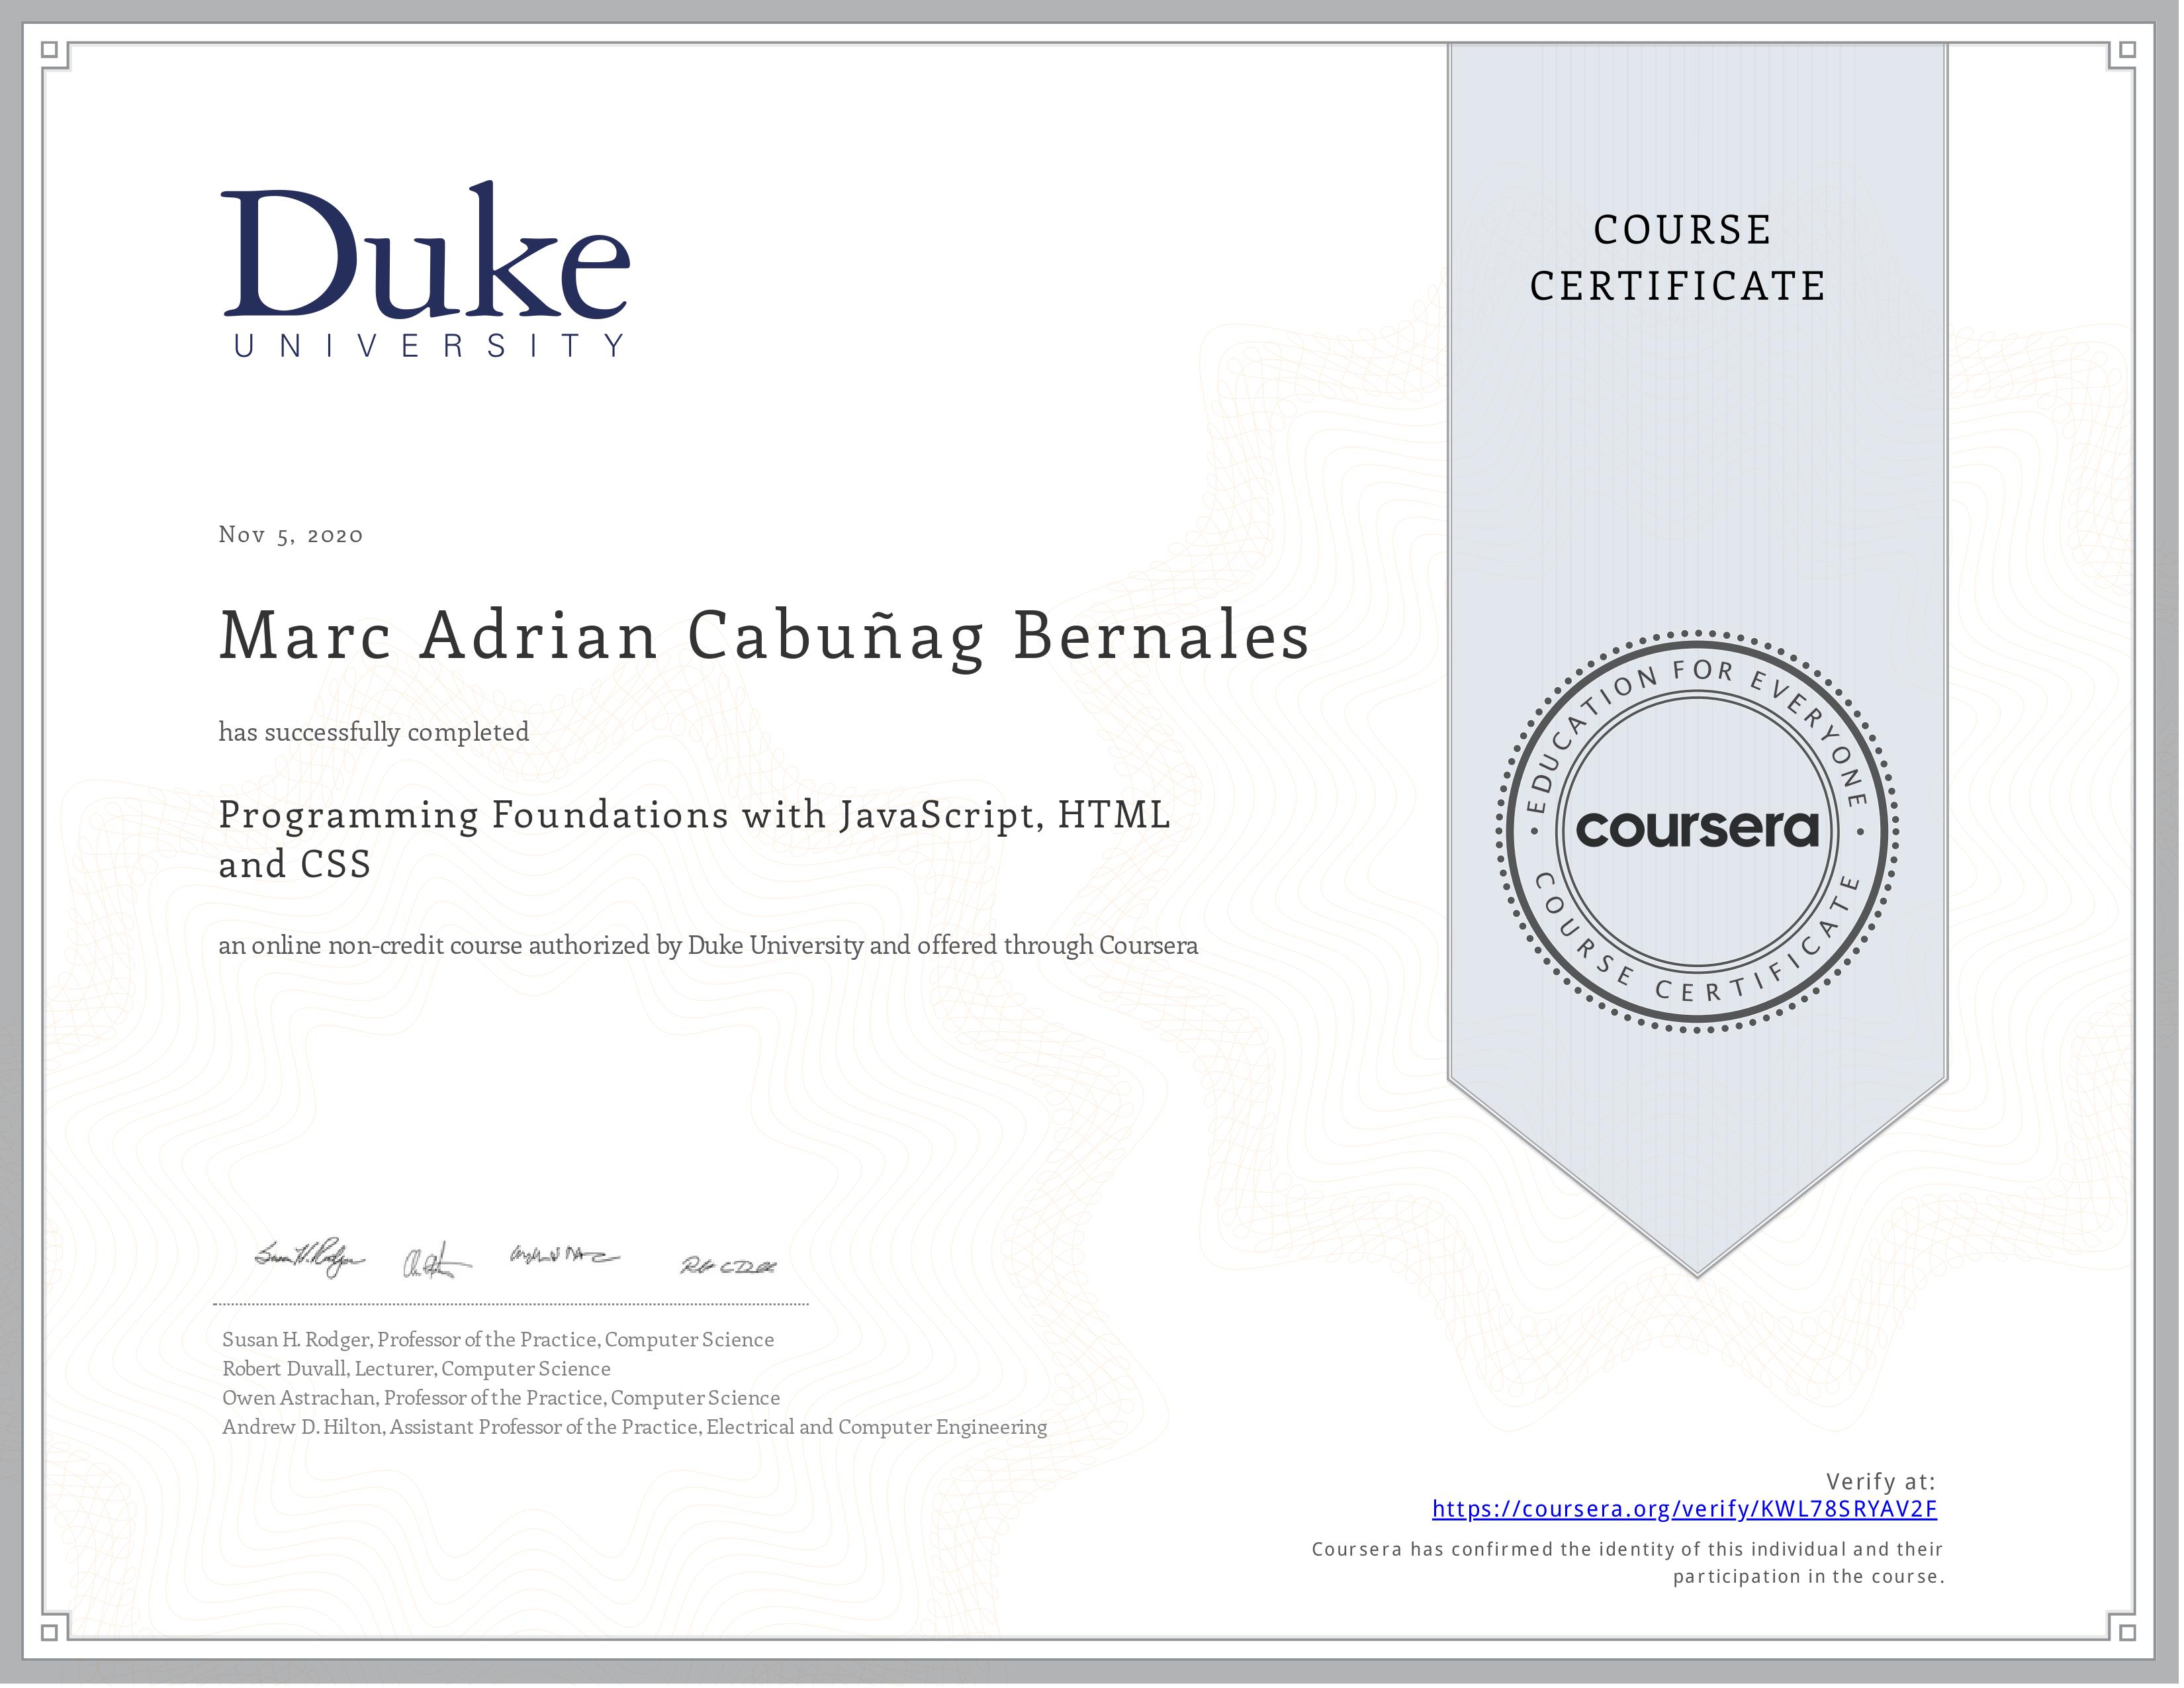 Duke
UNIVERSITY
COURSE
CERTIFICATE
Nov 5, 2020
Marc Adrian Cabuñag Bernales
has successfully completed
Programming Foundations with JavaScript, HTML
and CSS
an online non-credit course authorized by Duke University and offered through Coursera
EDUCATION FOR EVERYONE
coursera
COURSE CERTIFICATE
Susan H. Rodger, Professor of the Practice, Computer Science
Robert Duvall, Lecturer, Computer Science
Owen Astrachan, Professor of the Practice, Computer Science
Andrew D. Hilton, Assistant Professor of the Practice, Electrical and Computer Engineering
Verify at:
https://coursera.org/verify/KWL78SRYAV2F
Coursera has confirmed the identity of this individual and their
participation in the course.